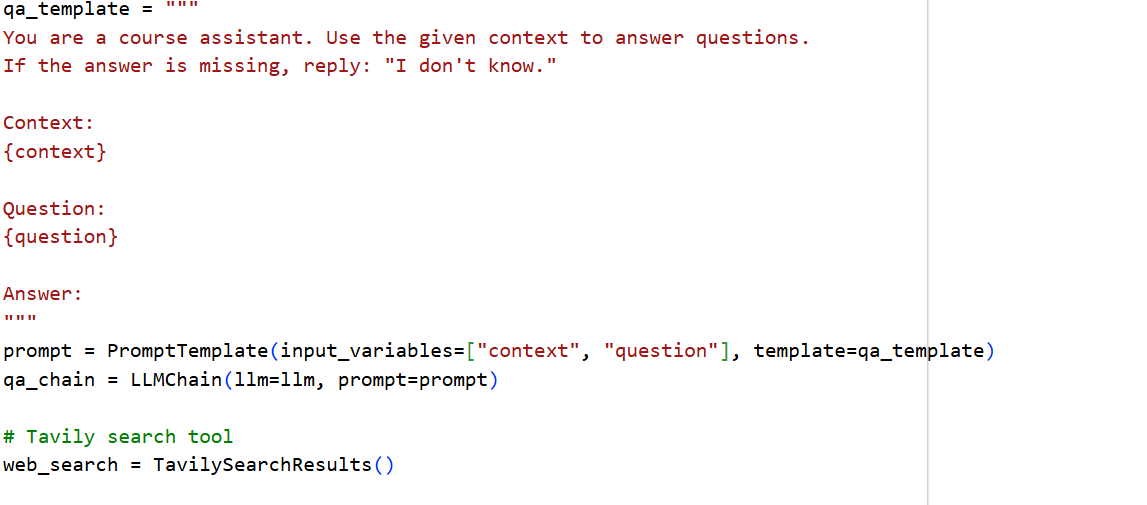 qa_template = """
You are a course assistant. Use the given context to answer questions.
If the answer is missing, reply: "I don't know."
Context:
{context}
Question:
{question}
Answer:
"""
prompt = PromptTemplate(input_variables=["context", "question"], template=qa_template)
qa_chain = LLMChain(llm=llm, prompt=prompt)
# Tavily search tool
web_search = TavilySearchResults()